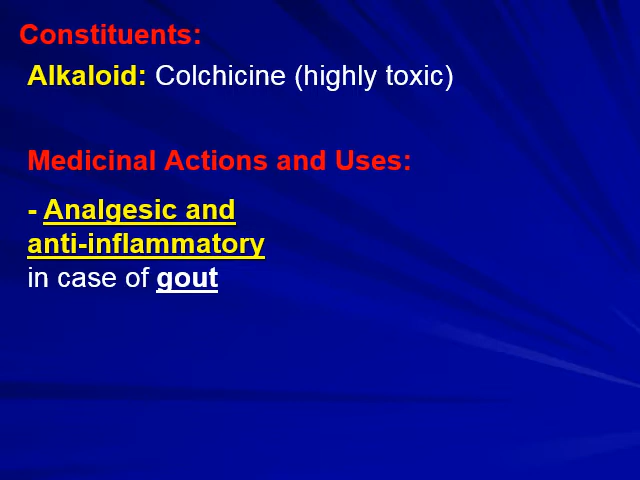 Constituents:
Alkaloid: Colchicine (highly toxic)
Medicinal Actions and Uses:
- Analgesic and
anti-inflammatory
in case of gout